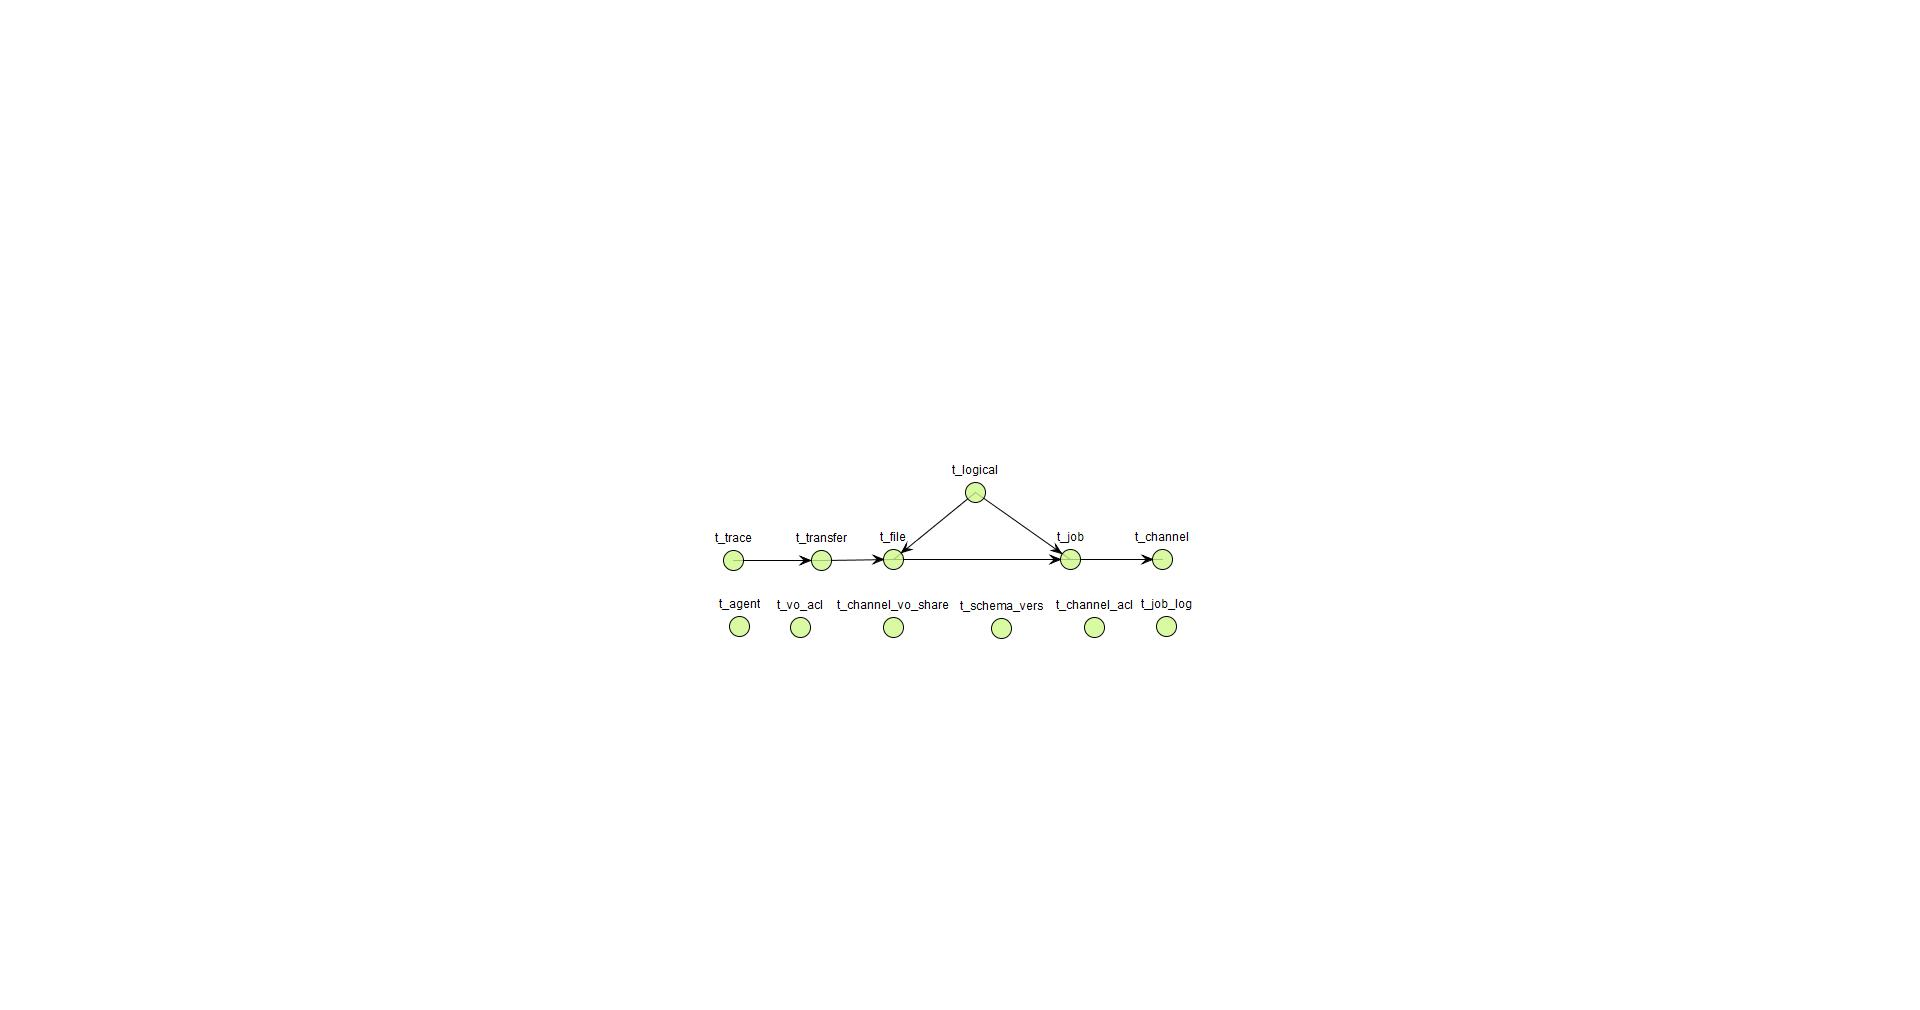 t_logical
t_trace t_transfer t_file t_job t_channel
t_agent t_vo_acl t_channel_vo_share t_schema_vers t_channel_acl t_job_log